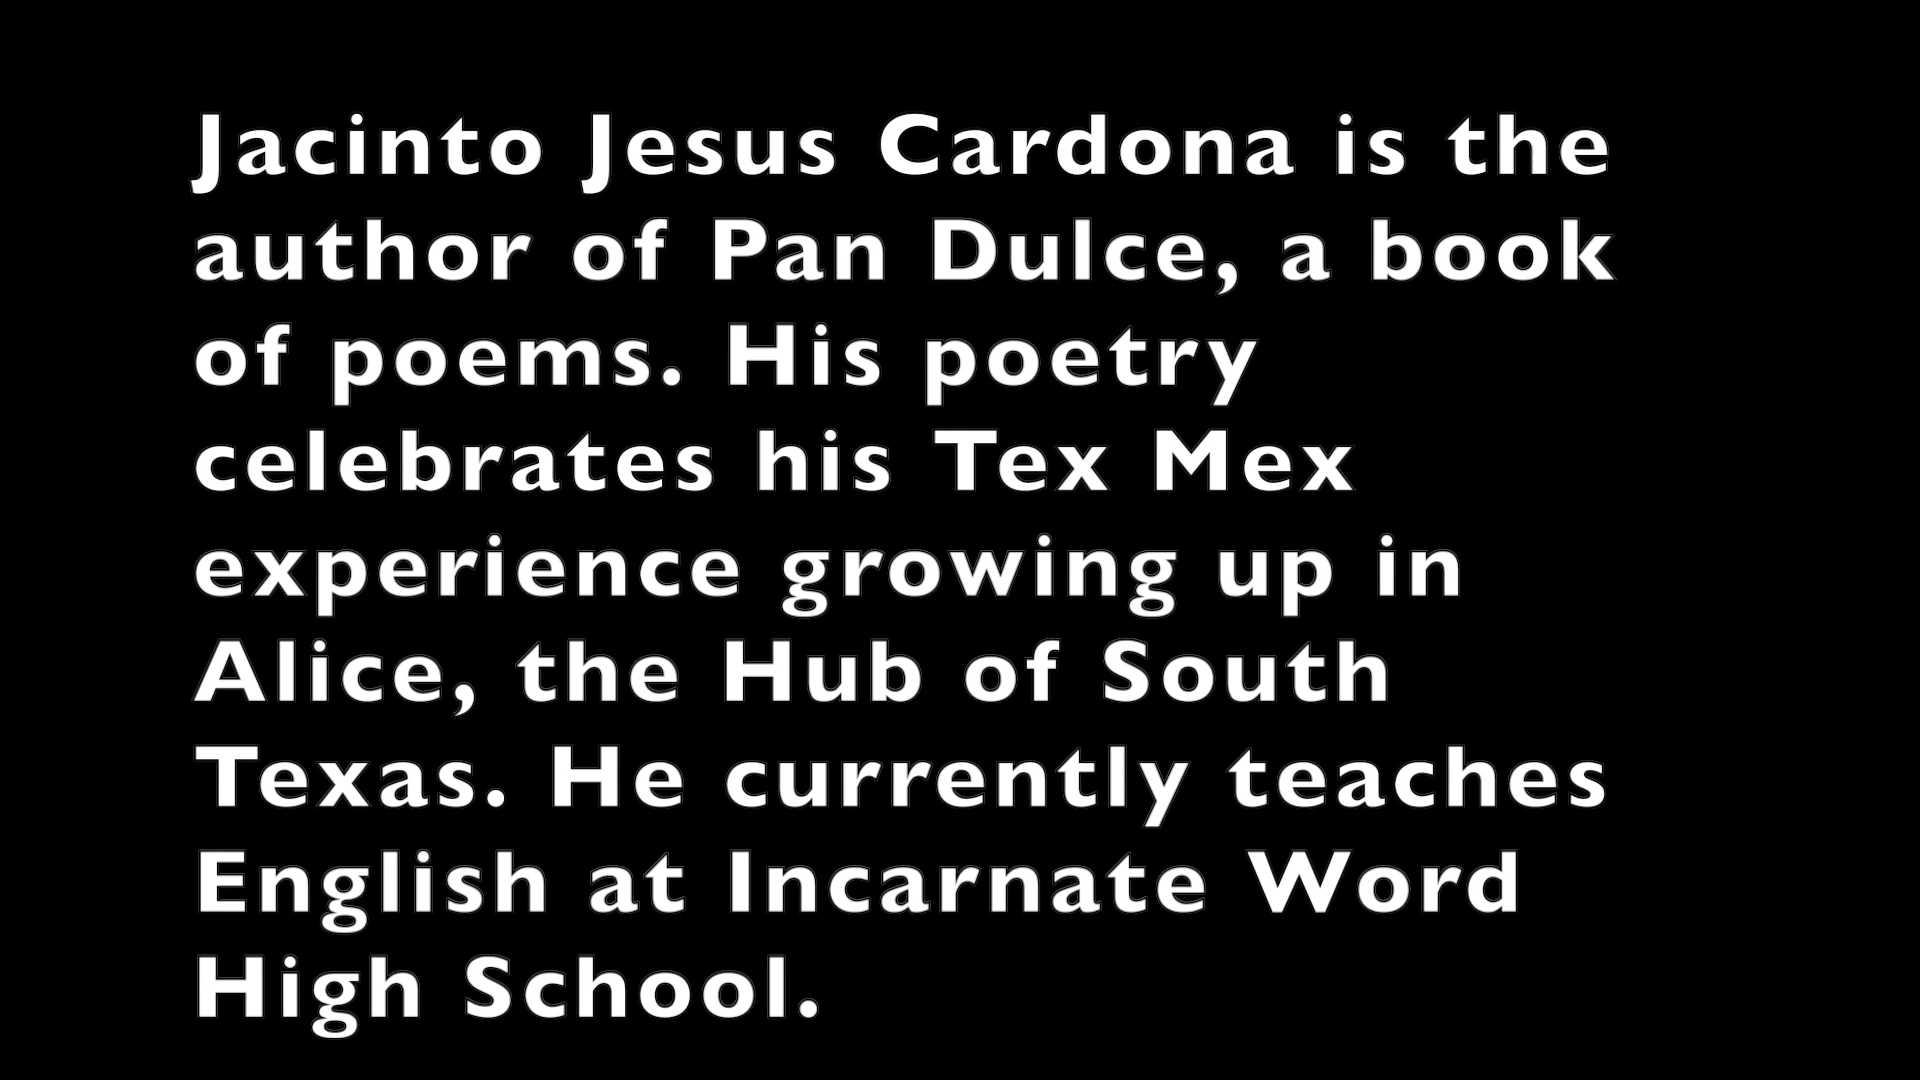 Jacinto Jesus Cardona is the
author of Pan Dulce, a book
of poems. His poetry
celebrates his Tex Mex
experience growing up in
Alice, the Hub of South
Texas. He currently teaches
English at Incarnate Word
High School.